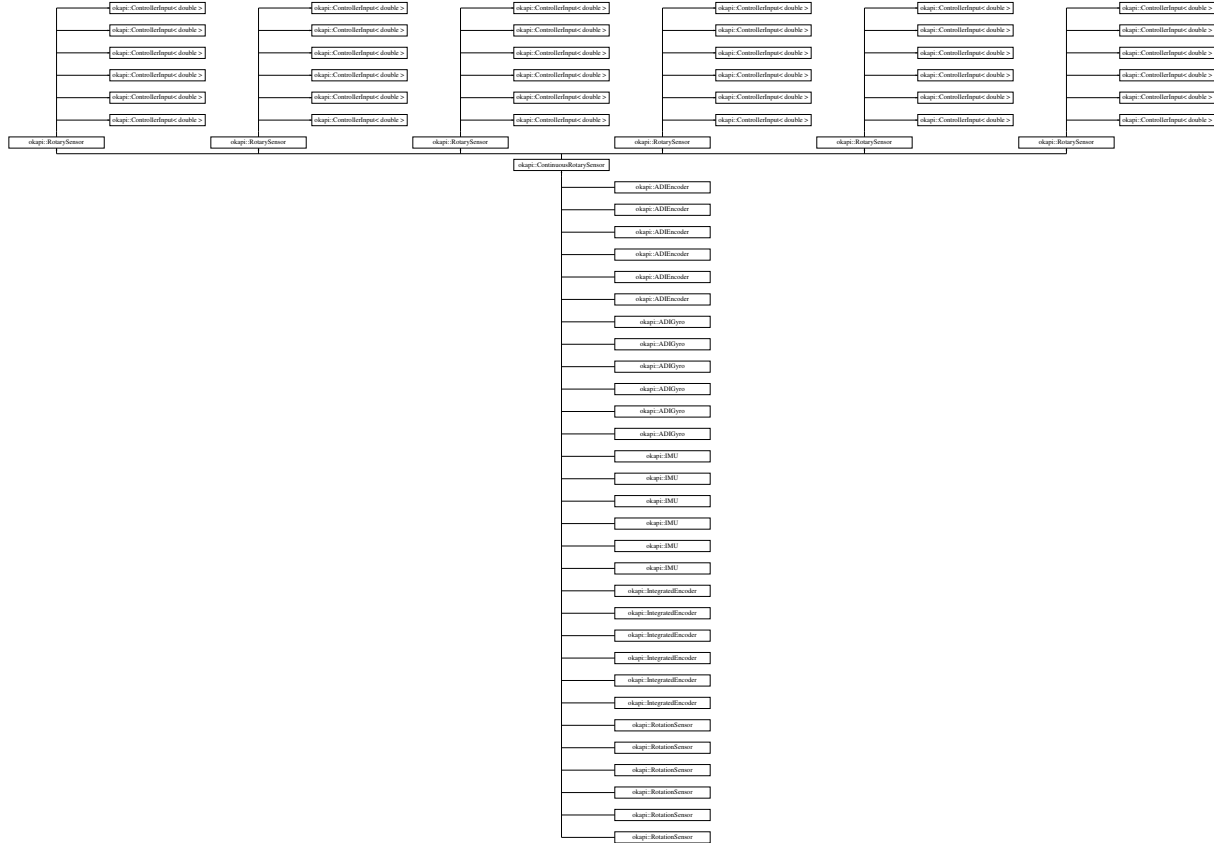 okapi::ControllerInput< double > okapi::ControllerInput< double > okapi::ControllerInput< double > okapi::ControllerInput< double > okapi::ControllerInput< double > okapi::ControllerInput< double >
okapi::ControllerInput< double > okapi::ControllerInput< double > okapi::ControllerInput< double > okapi::ControllerInput< double > okapi::ControllerInput< double > okapi::ControllerInput< double >
okapi::ControllerInput< double > okapi::ControllerInput< double > okapi::ControllerInput< double > okapi::ControllerInput< double > okapi::ControllerInput< double > okapi::ControllerInput< double >
okapi::ControllerInput< double > okapi::ControllerInput< double > okapi::ControllerInput< double > okapi::ControllerInput< double > okapi::ControllerInput< double > okapi::ControllerInput< double >
okapi::ControllerInput< double > okapi::ControllerInput< double > okapi::ControllerInput< double > okapi::ControllerInput< double > okapi::ControllerInput< double > okapi::ControllerInput< double >
okapi::ControllerInput< double > okapi::ControllerInput< double > okapi::ControllerInput< double > okapi::ControllerInput< double > okapi::ControllerInput< double > okapi::ControllerInput< double >
okapi::RotarySensor okapi::RotarySensor okapi::RotarySensor okapi::RotarySensor okapi::RotarySensor okapi::RotarySensor
okapi::ContinuousRotarySensor
okapi::ADIEncoder
okapi::ADIEncoder
okapi::ADIEncoder
okapi::ADIEncoder
okapi::ADIEncoder
okapi::ADIEncoder
okapi::ADIGyro
okapi::ADIGyro
okapi::ADIGyro
okapi::ADIGyro
okapi::ADIGyro
okapi::ADIGyro
okapi::IMU
okapi::IMU
okapi::IMU
okapi::IMU
okapi::IMU
okapi::IMU
okapi::IntegratedEncoder
okapi::IntegratedEncoder
okapi::IntegratedEncoder
okapi::IntegratedEncoder
okapi::IntegratedEncoder
okapi::IntegratedEncoder
okapi::RotationSensor
okapi::RotationSensor
okapi::RotationSensor
okapi::RotationSensor
okapi::RotationSensor
okapi::RotationSensor